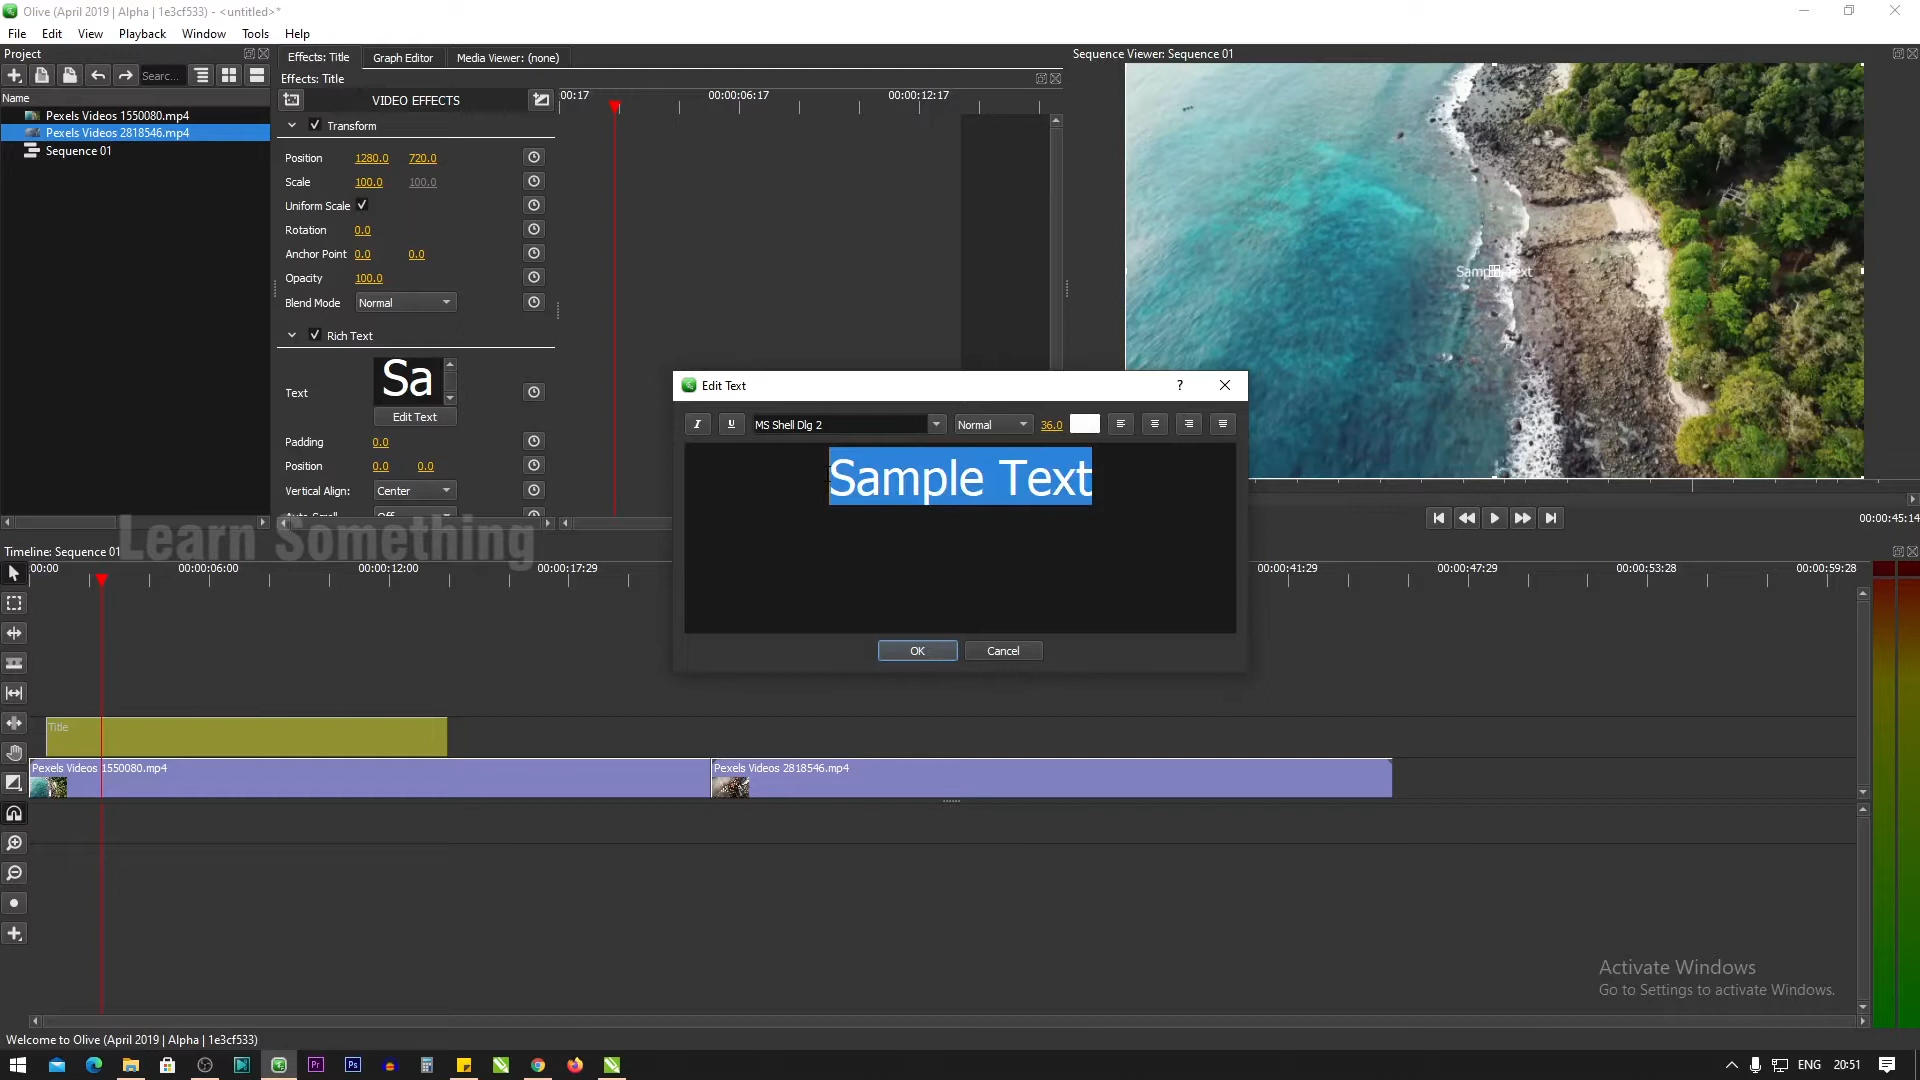 Olive (April 2019 | Alpha | 1e3cf533) - <untitled>*
File Edit View Playback Window Tools Help
Project
Effects: Title Graph Editor Media Viewer: (none)
Sequence Viewer: Sequence 01
Searc...
Effects: Title
Name
VIDEO EFFECTS
00:17 00:00:06:17 00:00:12:17
Pexels Videos 1550080.mp4
Pexels Videos 2818546.mp4
Sequence 01
Transform
Position 1280.0 720.0
Scale 100.0 100.0
Uniform Scale
Rotation 0.0
Anchor Point 0.0 0.0
Opacity 100.0
Blend Mode Normal
Rich Text
Text Sa
Edit Text
Padding 0.0
Position 0.0 0.0
Vertical Align: Center
Auto-Scroll Off
Sample Text
Edit Text ?
I U MS Shell Dlg 2 Normal 36.0
Sample Text
OK Cancel
00:00:45:14
Learn Something
Timeline: Sequence 01
00:00 00:00:06:00 00:00:12:00 00:00:17:29 00:00:41:29 00:00:47:29 00:00:53:28 00:00:59:28
Title
Pexels Videos 1550080.mp4 Pexels Videos 2818546.mp4
Activate Windows
Go to Settings to activate Windows.
Welcome to Olive (April 2019 | Alpha | 1e3cf533)
Pr Ps ENG 20:51